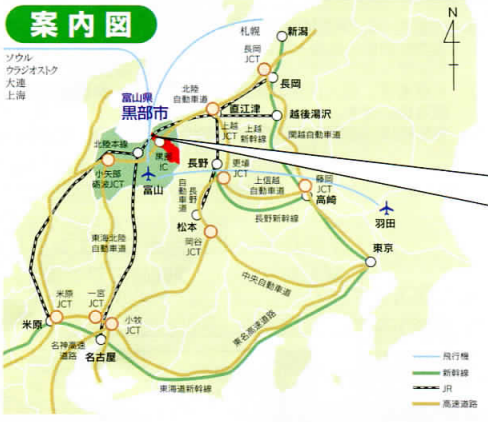 案内図
N
ソウル
ウラジオストク
大連
上海
札幌
新潟
長岡
JCT
長岡
北陸
自動車道
富山県
黒部市
直江津
越後湯沢
上越
JCT
上越
新幹線
関越自動車道
北陸本線
黒部
IC
長野
更埴
JCT
小矢部
砺波JCT
富山
上信越
自動車道
藤岡
JCT
高崎
長野
自動車道
長野新幹線
羽田
松本
岡谷
JCT
東海北陸
自動車道
東京
中央自動車道
米原
JCT
一宮
JCT
小牧
JCT
米原
名神高速
道路
名古屋
東名高速道路
東海道新幹線
飛行機
新幹線
JR
高速道路